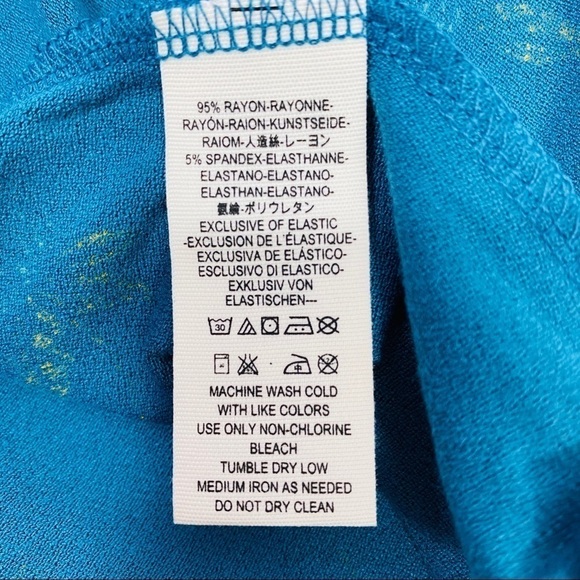 95% RAYON-RAYONNE-
RAYÓN-RAION-KUNSTSEIDE-
RAIOM-人造絲-レーヨン
5% SPANDEX-ELASTHANNE-
ELASTANO-ELASTANO-
ELASTHAN-ELASTANO-
氨綸-ポリウレタン
EXCLUSIVE OF ELASTIC
-EXCLUSION DE L'ÉLASTIQUE-
EXCLUSIVA DE ELÁSTICO-
ESCLUSIVO DI ELASTICO-
EXKLUSIV VON
ELASTISCHEN---
30
MACHINE WASH COLD
WITH LIKE COLORS
USE ONLY NON-CHLORINE
BLEACH
TUMBLE DRY LOW
MEDIUM IRON AS NEEDED
DO NOT DRY CLEAN